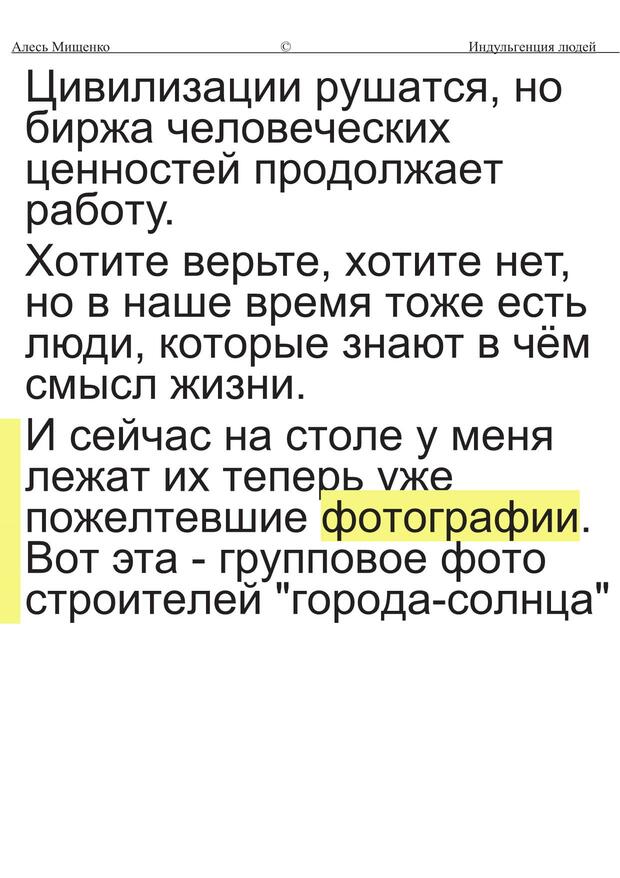 Алесь Мищенко © Индульгенция людей
Цивилизации рушатся, но
биржа человеческих
ценностей продолжает
работу.
Хотите верьте, хотите нет,
но в наше время тоже есть
люди, которые знают в чём
смысл жизни.
И сейчас на столе у меня
лежат их теперь уже
пожелтевшие фотографии.
Вот эта - групповое фото
строителей "города-солнца"